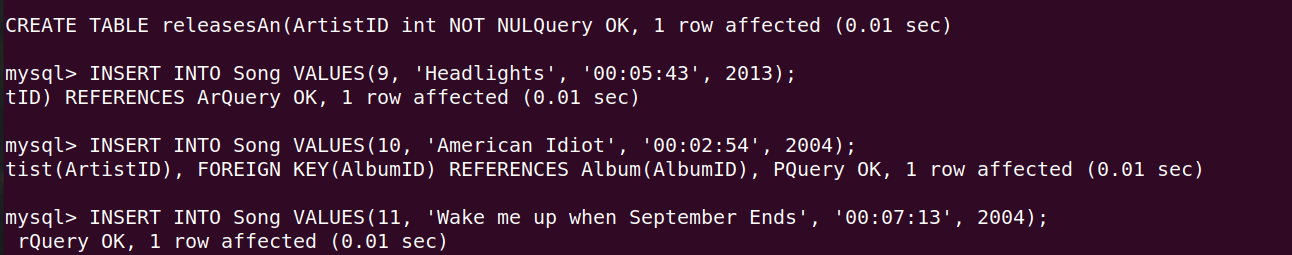 CREATE TABLE releasesAn(ArtistID int NOT NULQuery OK, 1 row affected (0.01 sec)
mysql> INSERT INTO Song VALUES(9, 'Headlights', '00:05:43', 2013);
tID) REFERENCES ArQuery OK, 1 row affected (0.01 sec)
mysql> INSERT INTO Song VALUES(10, 'American Idiot', '00:02:54', 2004);
tist(ArtistID), FOREIGN KEY(AlbumID) REFERENCES Album(AlbumID), PQuery OK, 1 row affected (0.01 sec)
mysql> INSERT INTO Song VALUES(11, 'Wake me up when September Ends', '00:07:13', 2004);
rQuery OK, 1 row affected (0.01 sec)